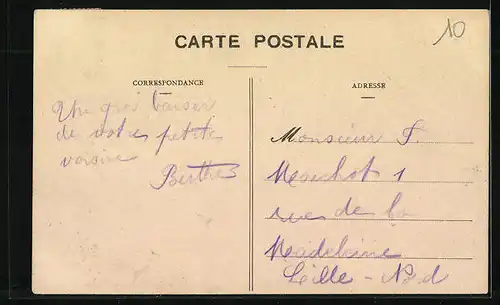 10
CARTE POSTALE
CORRESPONDANCE
Un gros baiser
de votre petite
voisine
Berthe
ADRESSE
Monsieur F.
1
rue de la
Madeleine
Lille - Nord